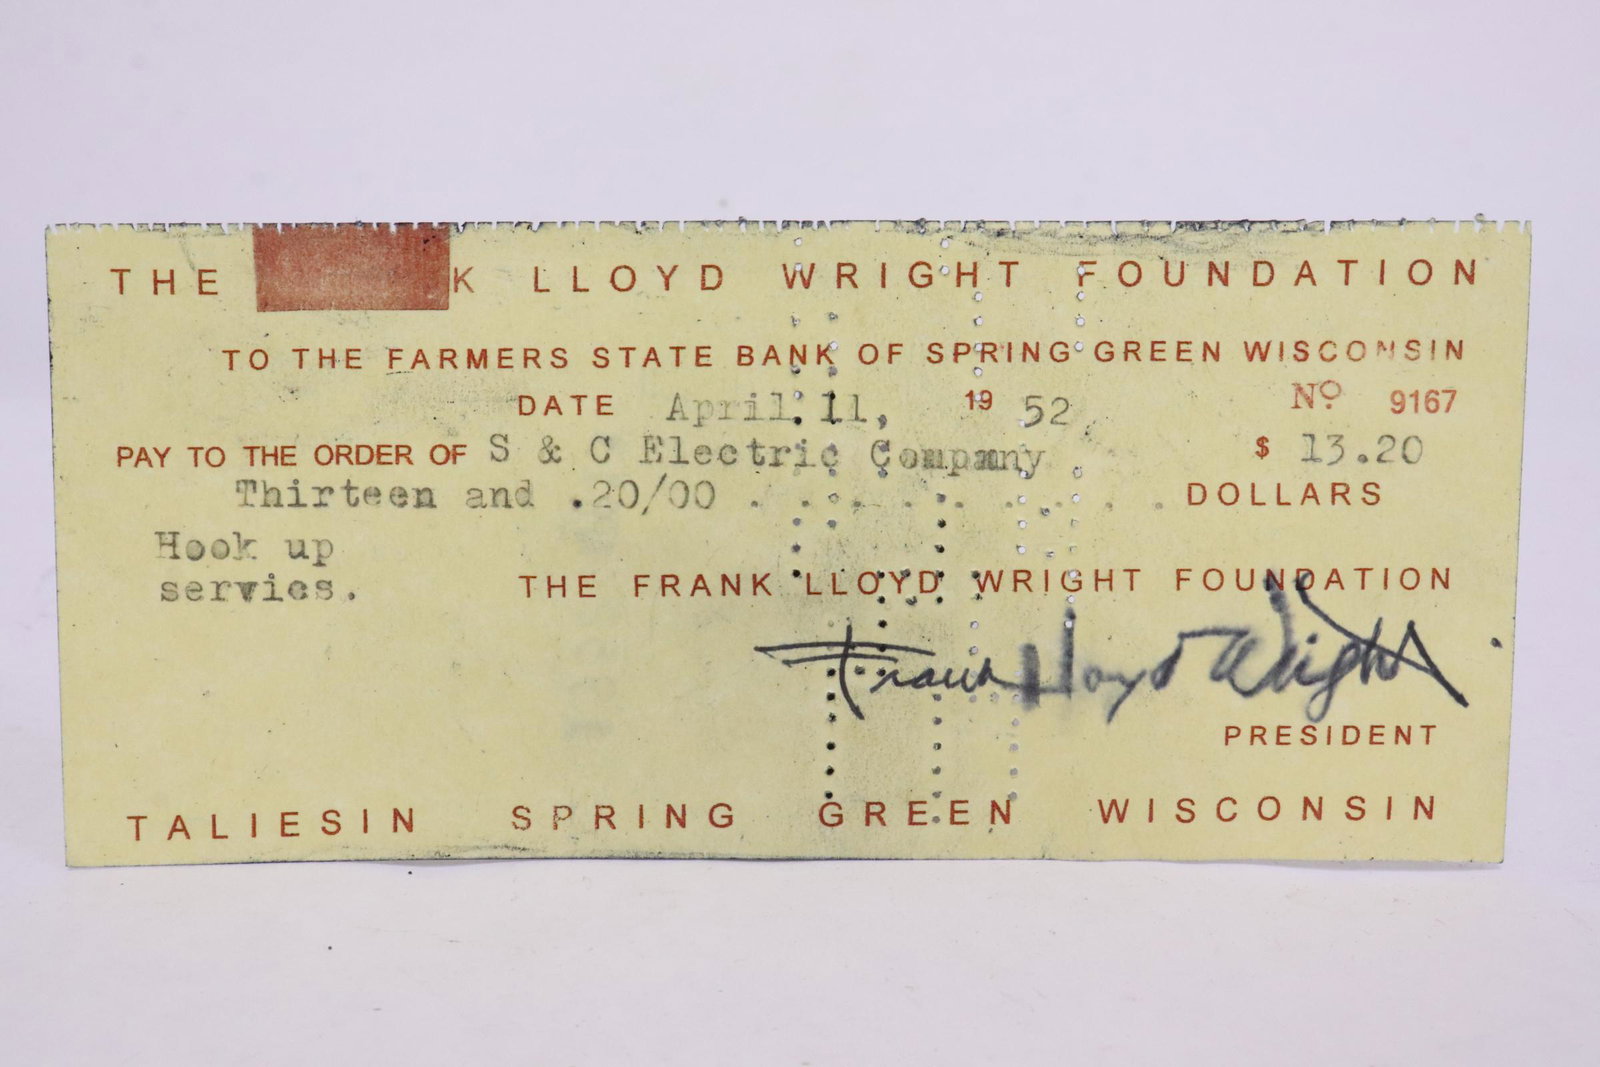 THE K LLOYD WRIGHT FOUNDATION
TO THE FARMERS STATE BANK OF SPRING GREEN WISCONSIN
DATE April 11, 19 52 Nº 9167
PAY TO THE ORDER OF S & C Electric Company $ 13.20
Thirteen and .20/00 . . . . . . . . . . DOLLARS
Hook up
servics.
THE FRANK LLOYD WRIGHT FOUNDATION
Frank Lloyd Wright
PRESIDENT
TALIESIN SPRING GREEN WISCONSIN